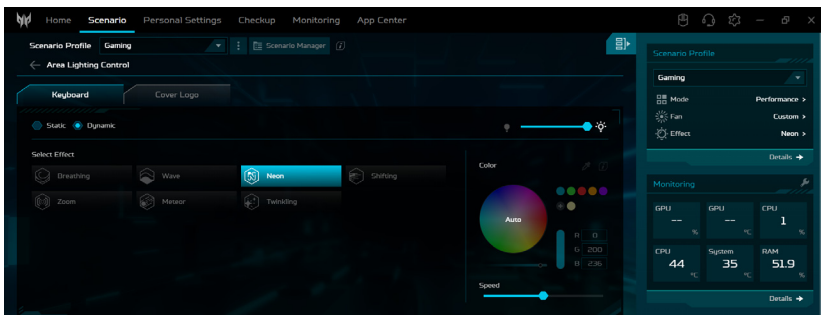 Home Scenario Personal Settings Checkup Monitoring App Center
Scenario Profile Gaming Scenario Manager
Area Lighting Control
Keyboard Cover Logo
Static Dynamic
Select Effect
Breathing Wave Neon Shifting
Zoom Meteor Twinkling
Color
Auto
R 0
G 200
B 236
Speed
Scenario Profile
Gaming
Mode Performance >
Fan Custom >
Effect Neon >
Details →
Monitoring
GPU GPU CPU
-- -- 1
% °C %
CPU System RAM
44 35 51.9
°C °C %
Details →